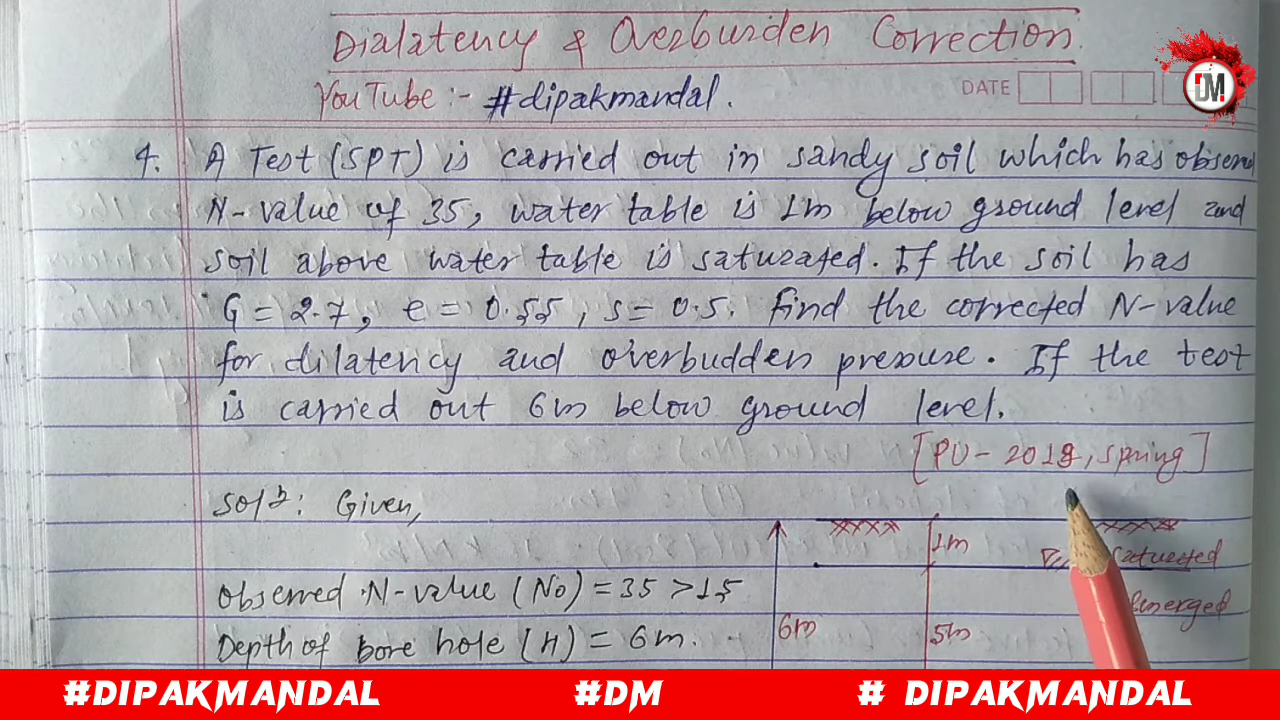 Dialatency & Overburden Correction.
YouTube :- #dipakmandal.
DATE
DM
4. A Test (SPT) is carried out in sandy soil which has observed
N-value of 35, water table is 1m below ground level and
soil above water table is saturated. If the soil has
G = 2.7, e = 0.55, s = 0.5. Find the corrected N-value
for dilatency and overbudden pressure. If the test
is carried out 6m below ground level.
[PU - 2018, spring]
Solⁿ: Given,
1m
saturated
Observed N-value (No) = 35 > 15
Depth of bore hole (H) = 6m.
6m
5m
#DIPAKMANDAL #DM # DIPAKMANDAL